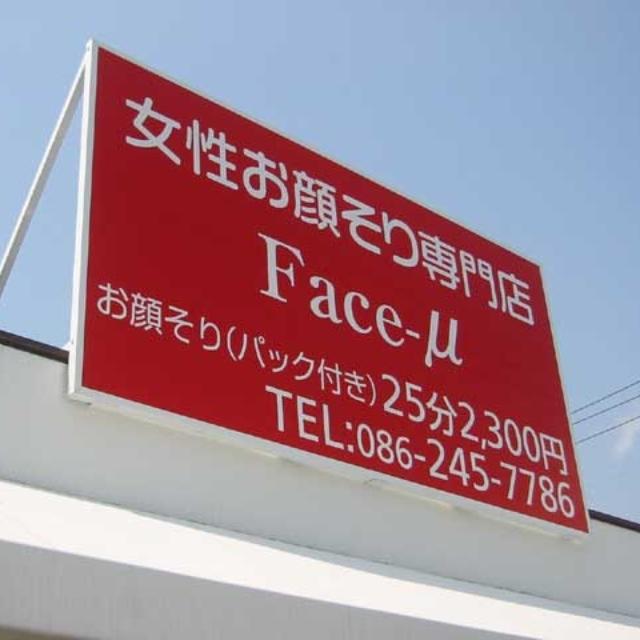 女性お顔そり専門店
Face-μ
お顔そり(パック付き)25分2,300円
TEL:086-245-7786